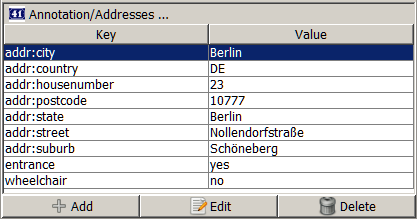 41 Annotation/Addresses ...
Key Value
addr:city Berlin
addr:country DE
addr:housenumber 23
addr:postcode 10777
addr:state Berlin
addr:street Nollendorfstraße
addr:suburb Schöneberg
entrance yes
wheelchair no
Add Edit Delete